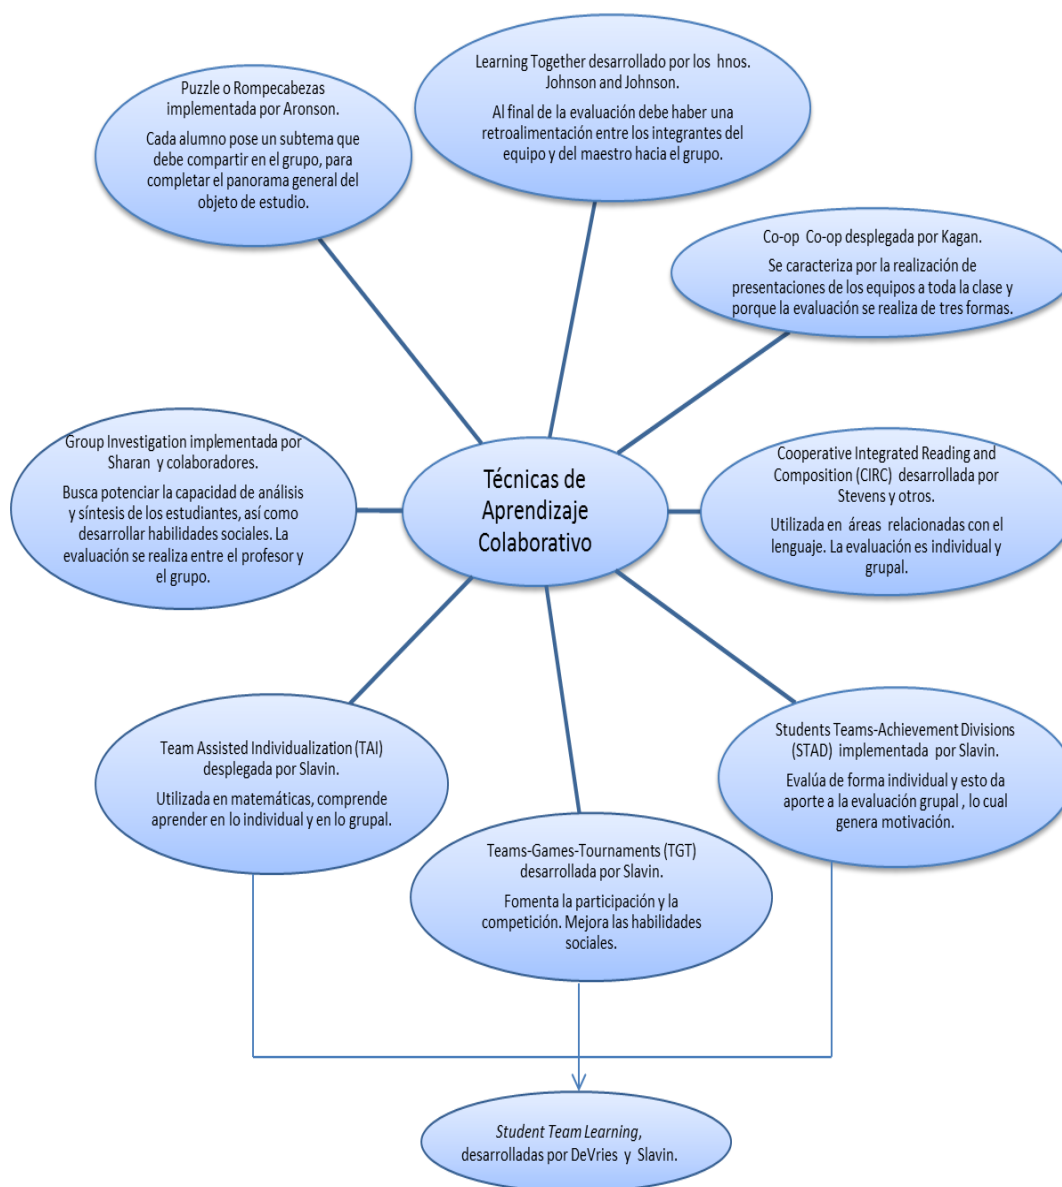 Puzzle o Rompecabezas
implementada por Aronson.
Cada alumno pose un subtema que
debe compartir en el grupo, para
completar el panorama general del
objeto de estudio.
Learning Together desarrollado por los hnos.
Johnson and Johnson.
Al final de la evaluación debe haber una
retroalimentación entre los integrantes del
equipo y del maestro hacia el grupo.
Co-op Co-op desplegada por Kagan.
Se caracteriza por la realización de
presentaciones de los equipos a toda la clase y
porque la evaluación se realiza de tres formas.
Group Investigation implementada por
Sharan y colaboradores.
Busca potenciar la capacidad de análisis
y síntesis de los estudiantes, así como
desarrollar habilidades sociales. La
evaluación se realiza entre el profesor y
el grupo.
Técnicas de
Aprendizaje
Colaborativo
Cooperative Integrated Reading and
Composition (CIRC) desarrollada por
Stevens y otros.
Utilizada en áreas relacionadas con el
lenguaje. La evaluación es individual y
grupal.
Team Assisted Individualization (TAI)
desplegada por Slavin.
Utilizada en matemáticas, comprende
aprender en lo individual y en lo grupal.
Teams-Games-Tournaments (TGT)
desarrollada por Slavin.
Fomenta la participación y la
competición. Mejora las habilidades
sociales.
Students Teams-Achievement Divisions
(STAD) implementada por Slavin.
Evalúa de forma individual y esto da
aporte a la evaluación grupal , lo cual
genera motivación.
Student Team Learning,
desarrolladas por DeVries y Slavin.